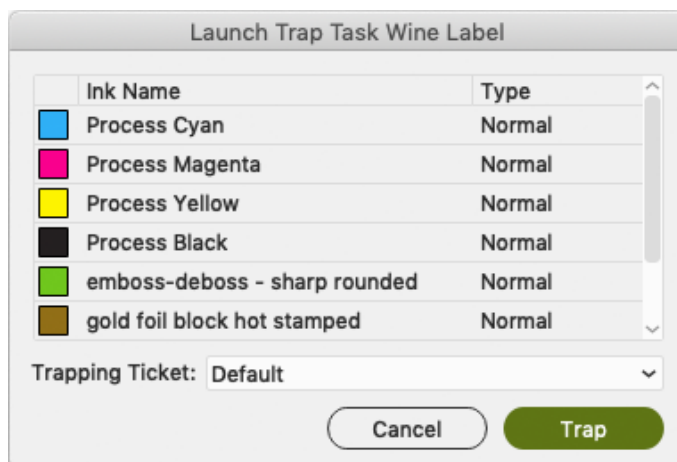 Launch Trap Task Wine Label
Ink Name Type
Process Cyan Normal
Process Magenta Normal
Process Yellow Normal
Process Black Normal
emboss-deboss - sharp rounded Normal
gold foil block hot stamped Normal
Trapping Ticket: Default
Cancel Trap